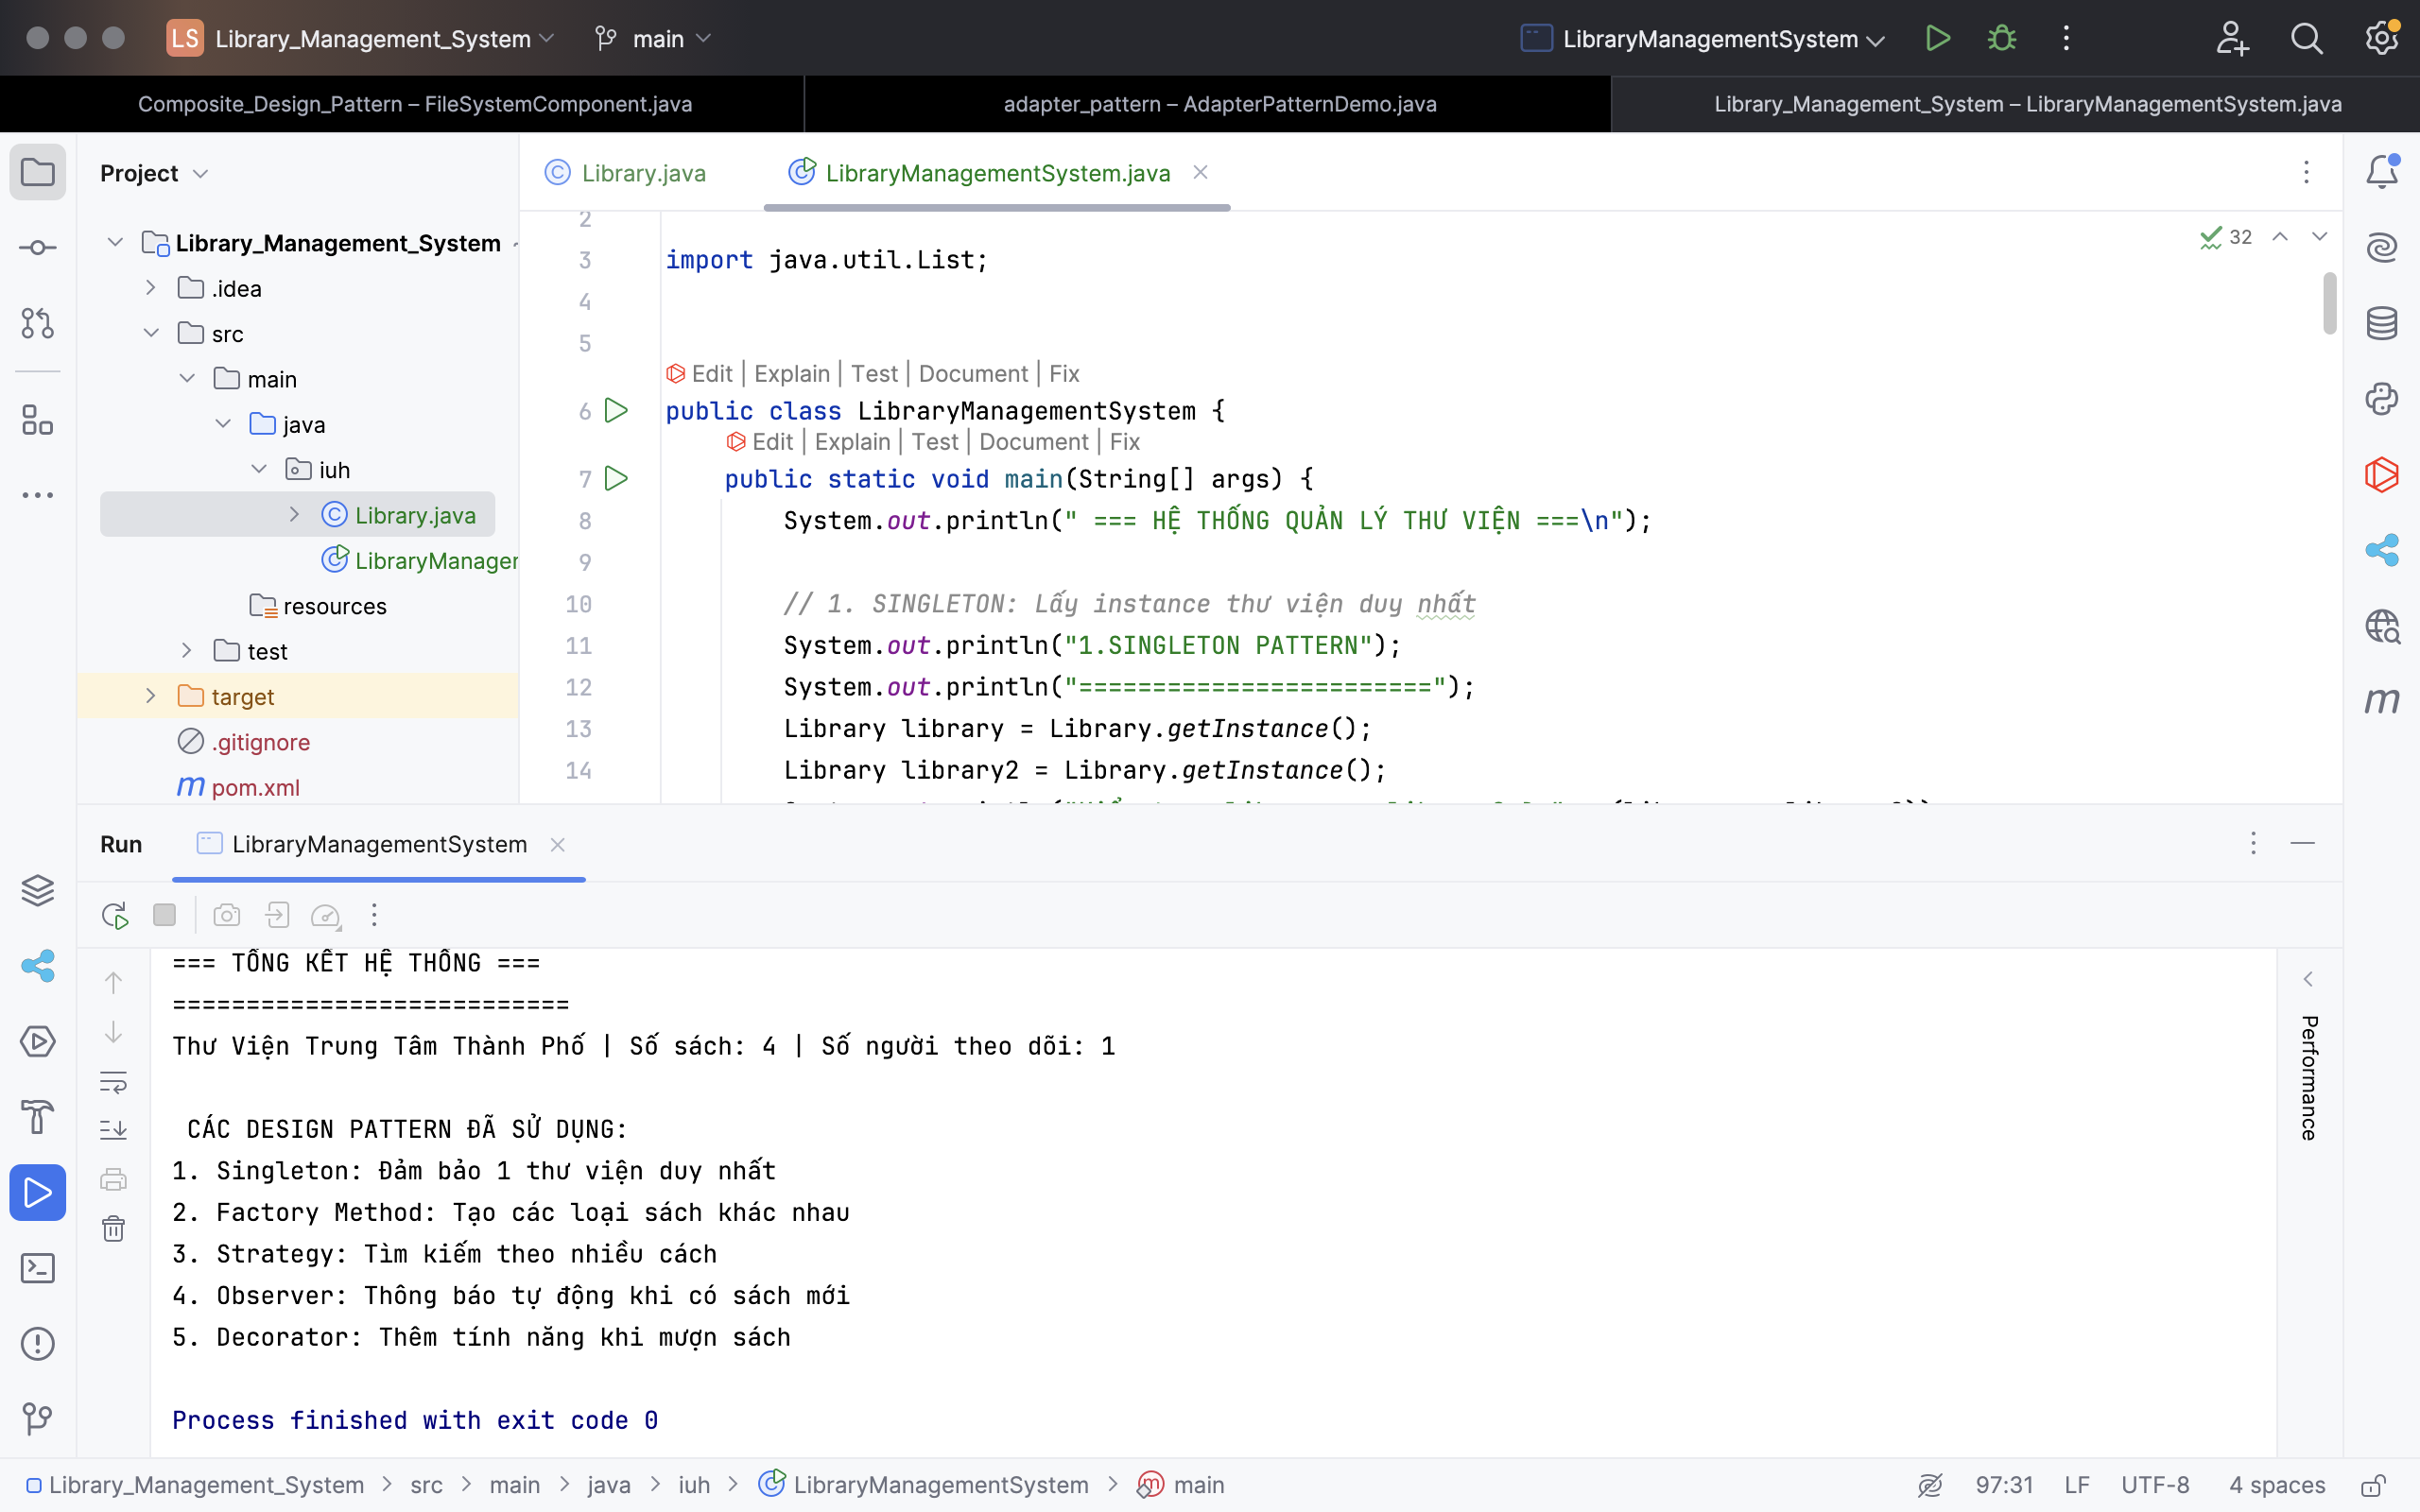 LS Library_Management_System main LibraryManagementSystem
Composite_Design_Pattern – FileSystemComponent.java
adapter_pattern – AdapterPatternDemo.java
Library_Management_System – LibraryManagementSystem.java
Project
Library_Management_System
.idea
src
main
java
iuh
Library.java
LibraryManager
resources
test
target
.gitignore
m pom.xml
Library.java
LibraryManagementSystem.java
32
2
3 import java.util.List;
4
5
Edit | Explain | Test | Document | Fix
6 public class LibraryManagementSystem {
Edit | Explain | Test | Document | Fix
7 public static void main(String[] args) {
8 System.out.println(" === HỆ THỐNG QUẢN LÝ THƯ VIỆN ===\n");
9
10 // 1. SINGLETON: Lấy instance thư viện duy nhất
11 System.out.println("1.SINGLETON PATTERN");
12 System.out.println("========================");
13 Library library = Library.getInstance();
14 Library library2 = Library.getInstance();
Run LibraryManagementSystem
=== TỔNG KẾT HỆ THỐNG ===
===========================
Thư Viện Trung Tâm Thành Phố | Số sách: 4 | Số người theo dõi: 1
CÁC DESIGN PATTERN ĐÃ SỬ DỤNG:
1. Singleton: Đảm bảo 1 thư viện duy nhất
2. Factory Method: Tạo các loại sách khác nhau
3. Strategy: Tìm kiếm theo nhiều cách
4. Observer: Thông báo tự động khi có sách mới
5. Decorator: Thêm tính năng khi mượn sách
Process finished with exit code 0
Performance
m
Library_Management_System > src > main > java > iuh > LibraryManagementSystem > main
97:31 LF UTF-8 4 spaces